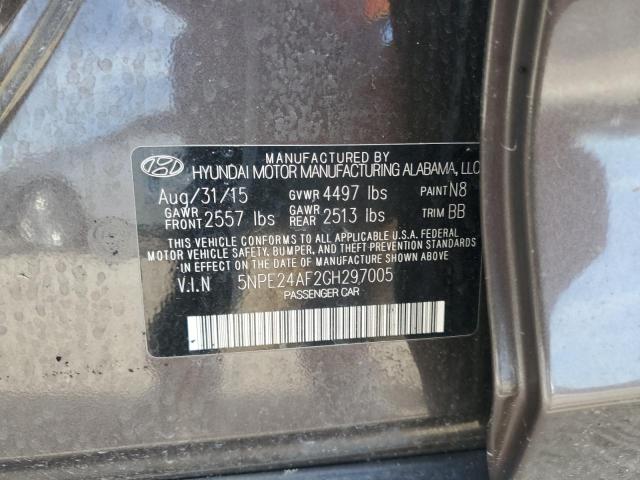 MANUFACTURED BY
HYUNDAI MOTOR MANUFACTURING ALABAMA, LLC
Aug/31/15 GVWR 4497 lbs PAINT N8
GAWR FRONT 2557 lbs GAWR REAR 2513 lbs TRIM BB
THIS VEHICLE CONFORMS TO ALL APPLICABLE U.S.A. FEDERAL
MOTOR VEHICLE SAFETY, BUMPER, AND THEFT PREVENTION STANDARDS
IN EFFECT ON THE DATE OF MANUFACTURE SHOWN ABOVE.
V.I.N 5NPE24AF2GH297005
PASSENGER CAR